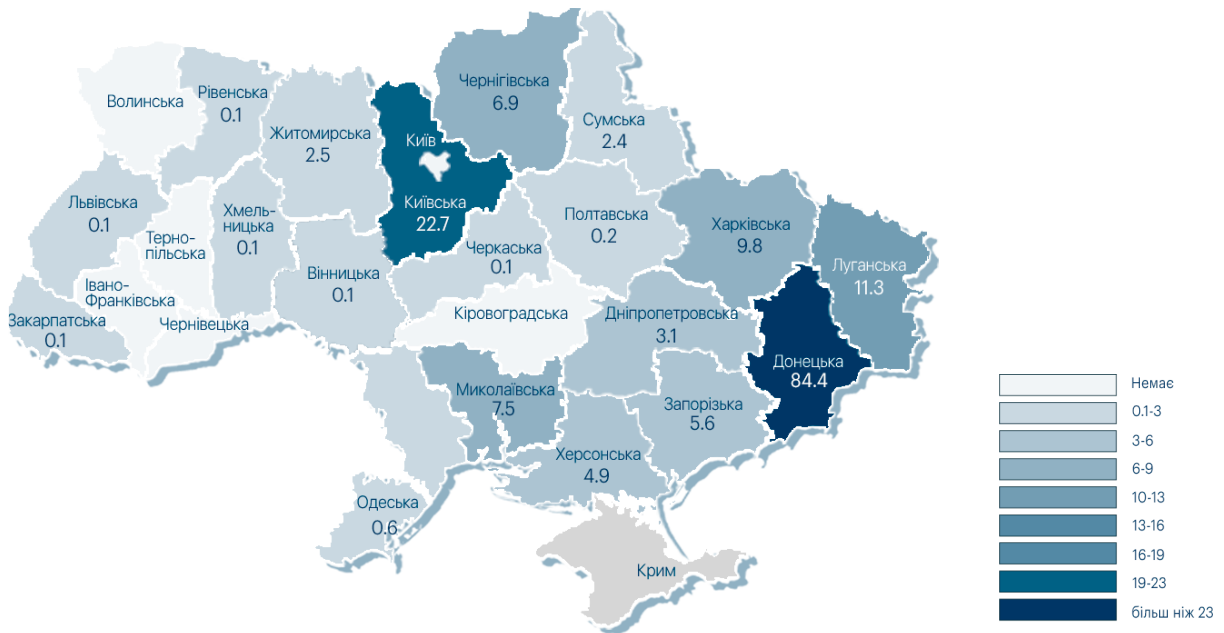 Чернігівська
6.9
Рівенська
0.1
Волинська
Сумська
2.4
Житомирська
2.5
Київ
Київська
22.7
Львівська
0.1
Хмель-
ницька
0.1
Терно-
пільська
Полтавська
0.2
Харківська
9.8
Черкаська
0.1
Луганська
11.3
Вінницька
0.1
Івано-
Франківська
Закарпатська
0.1
Чернівецька
Кіровоградська
Дніпропетровська
3.1
Донецька
84.4
Миколаївська
7.5
Запорізька
5.6
Херсонська
4.9
Одеська
0.6
Крим
Немає
0.1-3
3-6
6-9
10-13
13-16
16-19
19-23
більш ніж 23